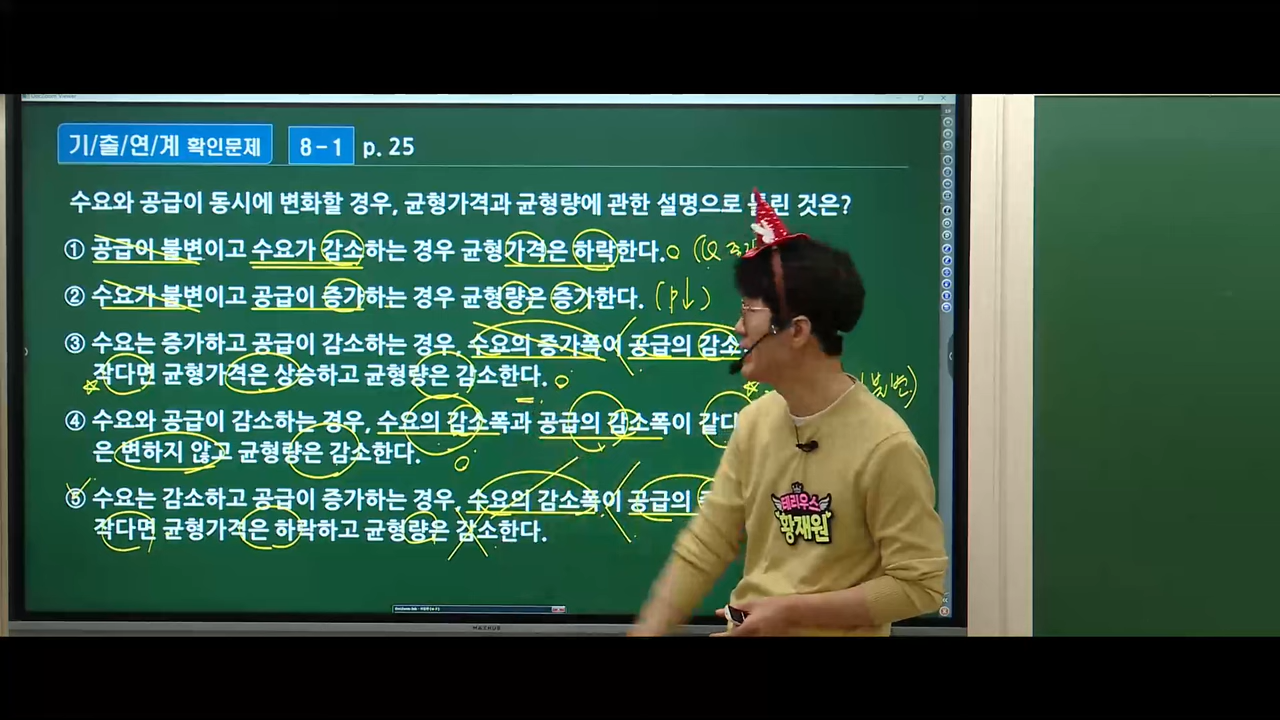 기/출/연/계 확인문제 8-1 p. 25
수요와 공급이 동시에 변화할 경우, 균형가격과 균형량에 관한 설명으로 틀린 것은?
① 공급이 불변이고 수요가 감소하는 경우 균형가격은 하락한다. (Q
② 수요가 불변이고 공급이 증가하는 경우 균형량은 증가한다. (P↓)
③ 수요는 증가하고 공급이 감소하는 경우, 수요의 증가폭이 공급의 감소
작다면 균형가격은 상승하고 균형량은 감소한다.
(불변)
④ 수요와 공급이 감소하는 경우, 수요의 감소폭과 공급의 감소폭이 같다
은 변하지 않고 균형량은 감소한다.
⑤ 수요는 감소하고 공급이 증가하는 경우, 수요의 감소폭이 공급의
작다면 균형가격은 하락하고 균형량은 감소한다.
테리우스
황재원
MAXHUB